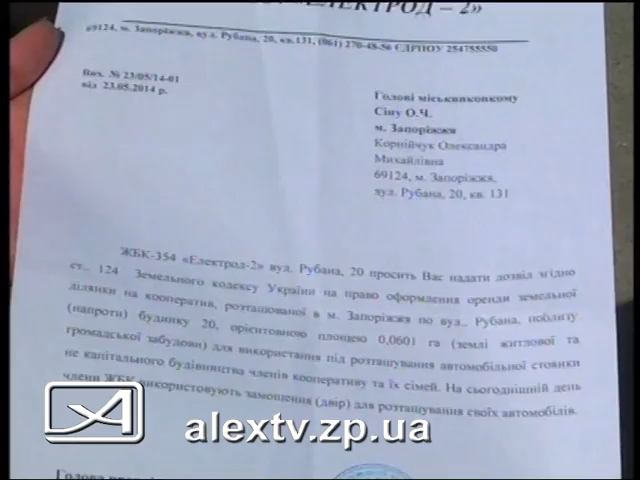 «ЕЛЕКТРОД – 2»
69124, м. Запоріжжя, вул. Рубана, 20, кв.131, (061) 270-48-56 ЄДРПОУ 254755550
Вих. № 23/05/14-01
від 23.05.2014 р.
Голові міськвиконкому
Сіну О.Ч.
м. Запоріжжя
Корнійчук Олександра
Михайлівна
69124, м. Запоріжжя,
вул. Рубана, 20, кв. 131
ЖБК-354 «Електрод-2» вул. Рубана, 20 просить Вас надати дозвіл згідно
ст.. 124 Земельного кодексу України на право оформлення оренди земельної
ділянки на кооператив, розташованої в м. Запоріжжя по вул.. Рубана, поблизу
(напроти) будинку 20, орієнтовною площею 0,0601 га (землі житлової та
громадської забудови) для використання під розташування автомобільної стоянки
не капітального будівництва членів кооперативу та їх сімей. На сьогоднішній день
члени ЖБК використовують замощення (двір) для розташування своїх автомобілів.
alextv.zp.ua
Голова